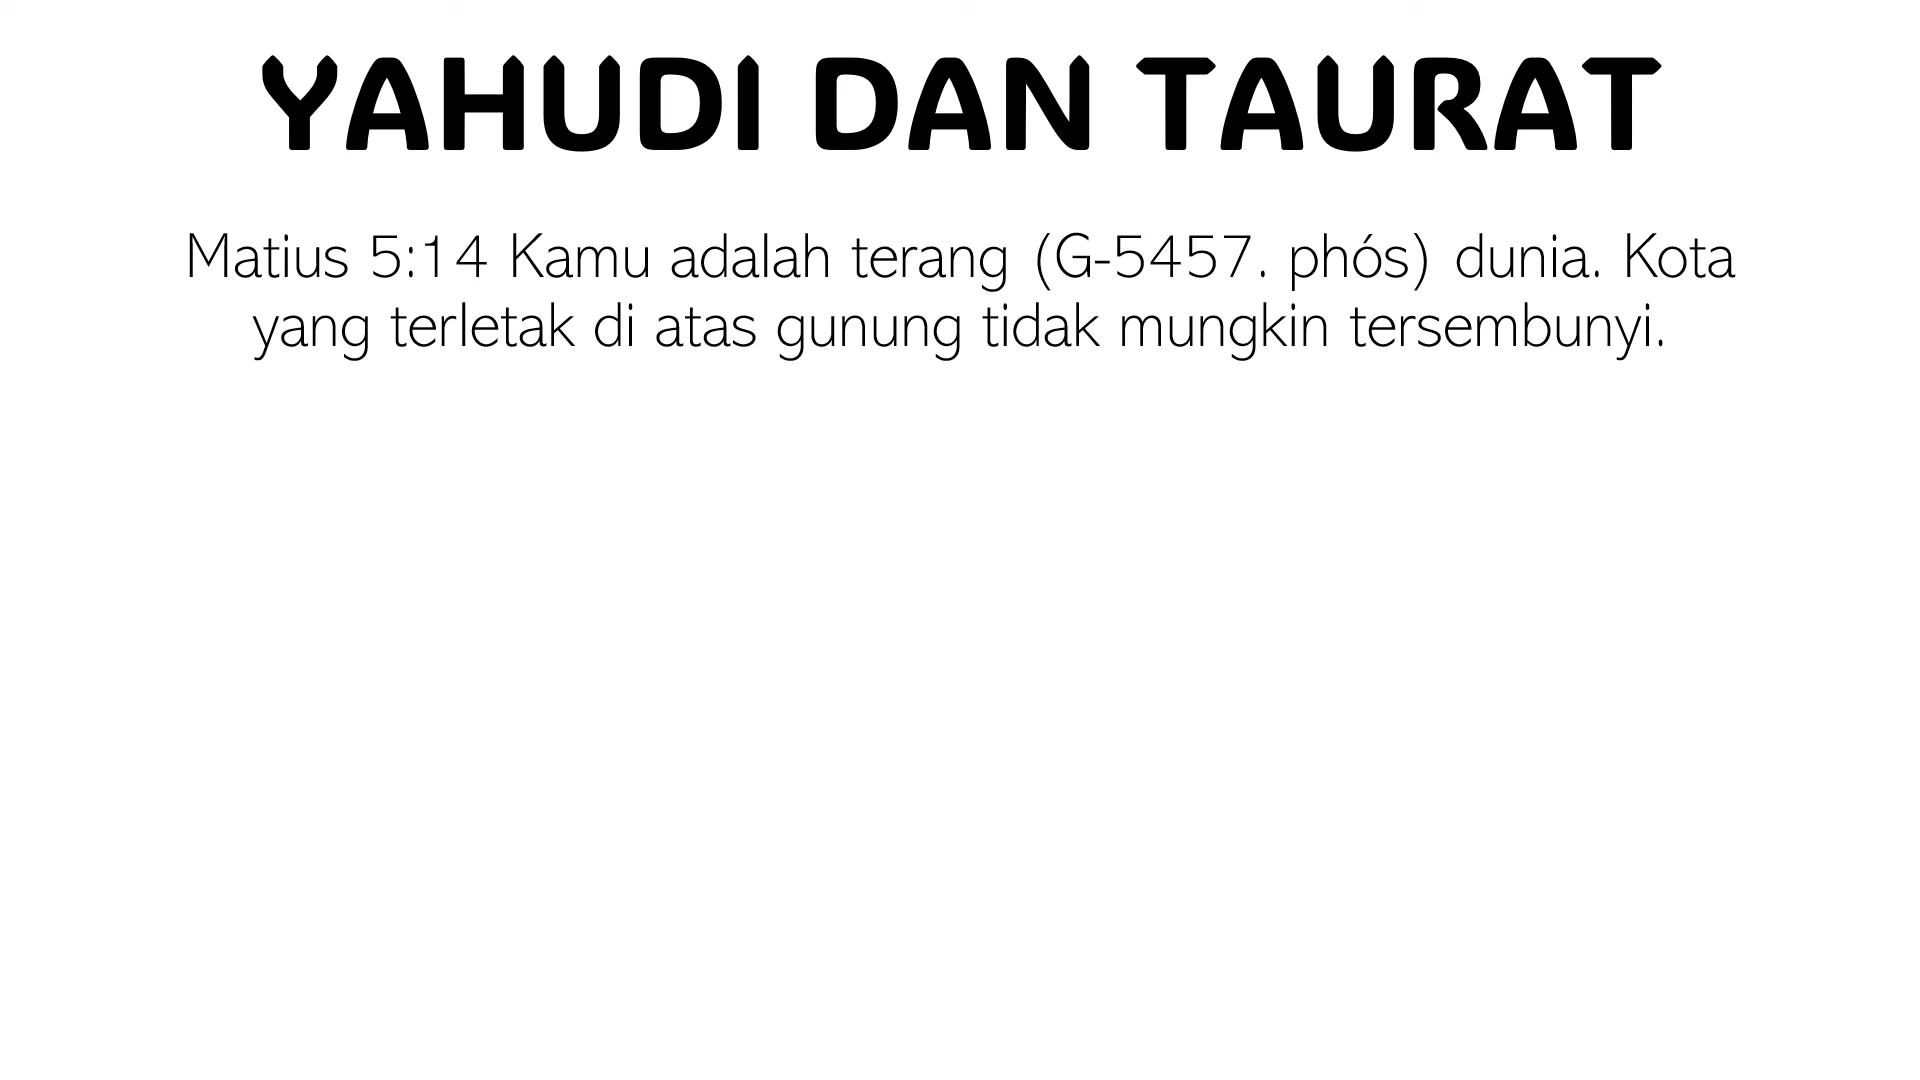 YAHUDI DAN TAURAT
Matius 5:14 Kamu adalah terang (G-5457. phós) dunia. Kota
yang terletak di atas gunung tidak mungkin tersembunyi.